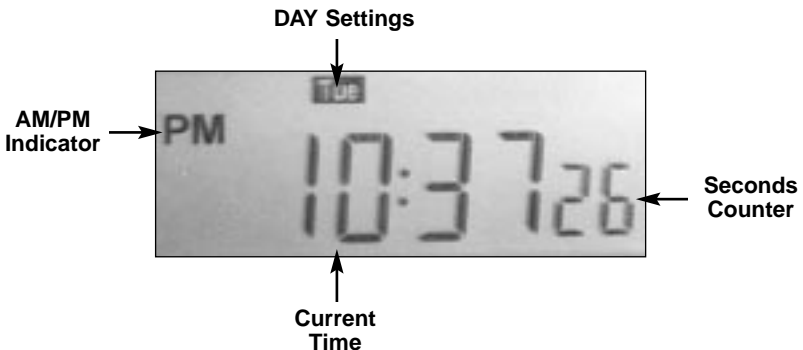 DAY Settings
Tue
AM/PM
Indicator
PM
10:37 26
Seconds
Counter
Current
Time